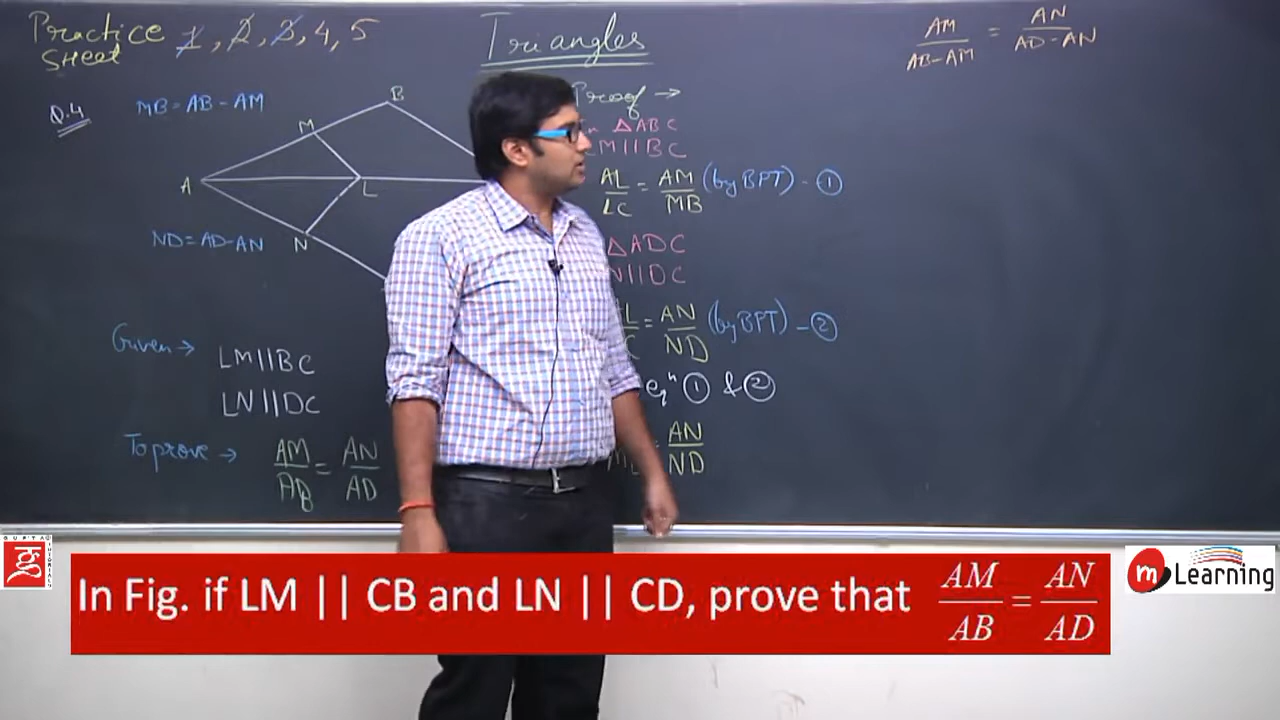 Practice 1, 2, 3, 4, 5
Sheet
Triangles
AM/AB-AM = AN/AD-AN
Q.4
MB = AB - AM
B
M
A
L
N
ND = AD-AN
Given →
LM||BC
LN||DC
To prove →
AM/AB = AN/AD
Proof →
△ABC
LM||BC
AL/LC = AM/MB (by BPT) - ①
△ADC
||DC
= AN/ND (by BPT) - ②
eqⁿ ① & ②
= AN/ND
GUPTA
In Fig. if LM || CB and LN || CD, prove that AM/AB = AN/AD
m Learning